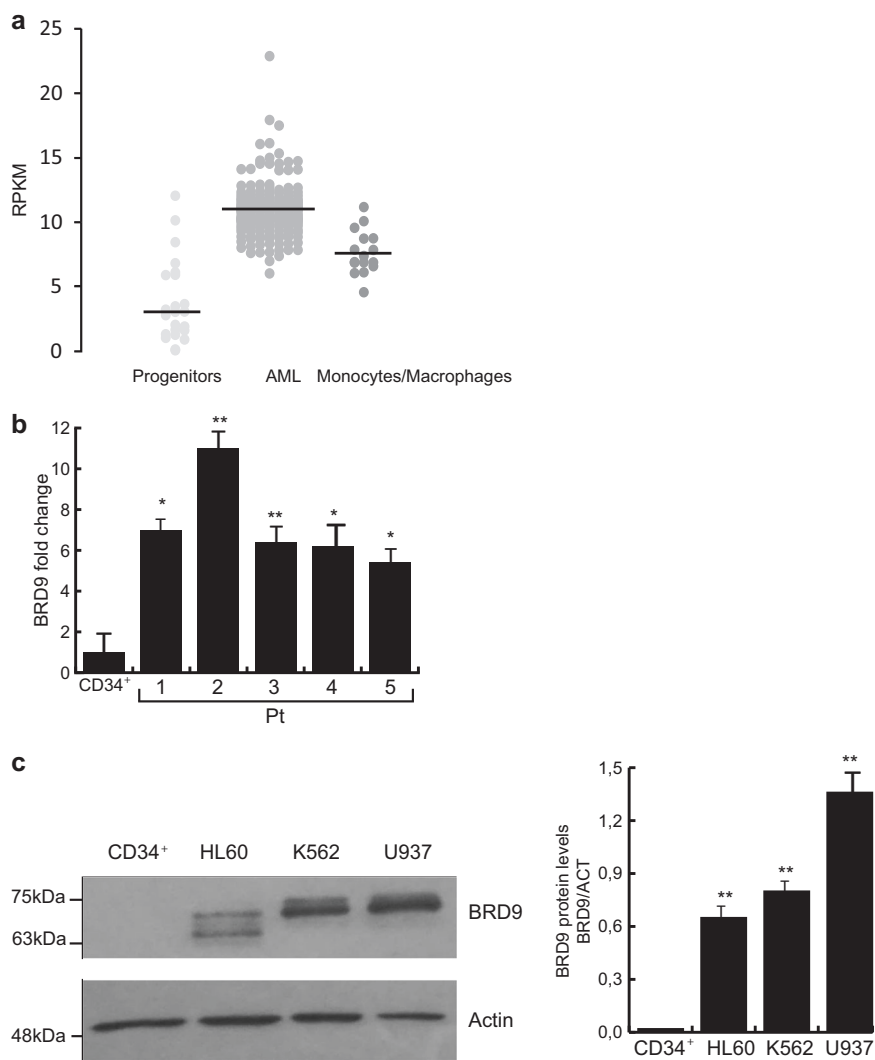 a
25
20
15
10
5
0
RPKM
Progenitors AML Monocytes/Macrophages
b
12
10
8
6
4
2
0
BRD9 fold change
* ** ** * *
CD34⁺ 1 2 3 4 5
Pt
c
CD34⁺ HL60 K562 U937
75kDa
63kDa
BRD9
48kDa
Actin
1,5
1,2
0,9
0,6
0,3
0,0
BRD9 protein levels
BRD9/ACT
** ** **
CD34⁺ HL60 K562 U937